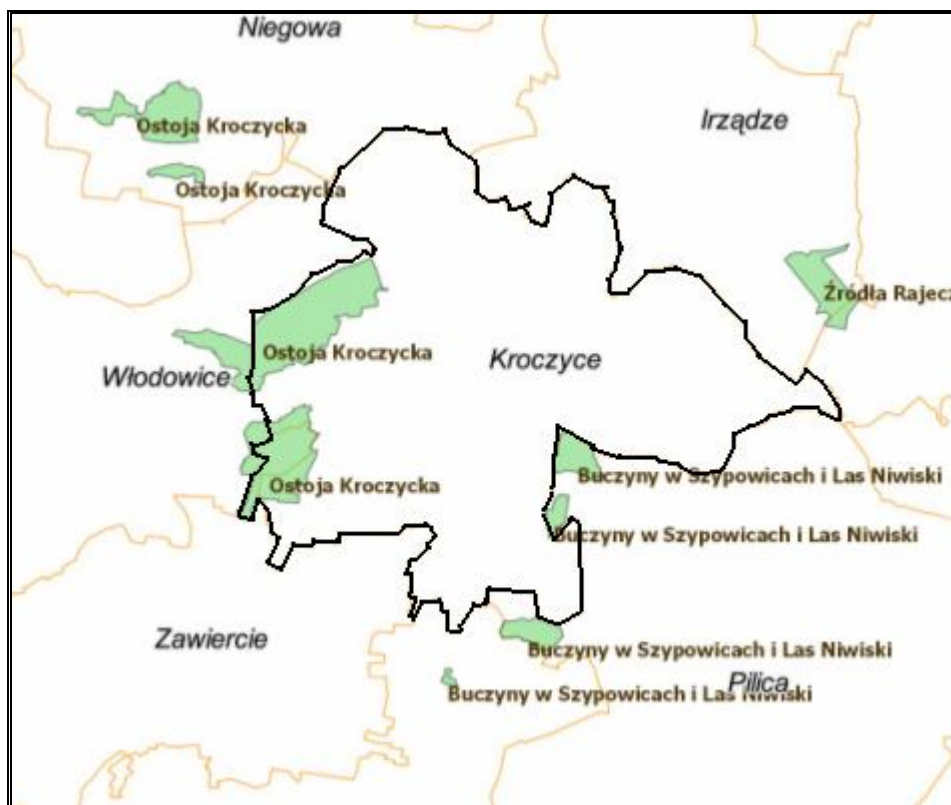 Niegowa
Irządze
Ostoja Kroczycka
Ostoja Kroczycka
Źródła Rajecz
Ostoja Kroczycka
Kroczyce
Włodowice
Buczyny w Szypowicach i Las Niwiski
Ostoja Kroczycka
Buczyny w Szypowicach i Las Niwiski
Zawiercie
Buczyny w Szypowicach i Las Niwiski
Pilica
Buczyny w Szypowicach i Las Niwiski